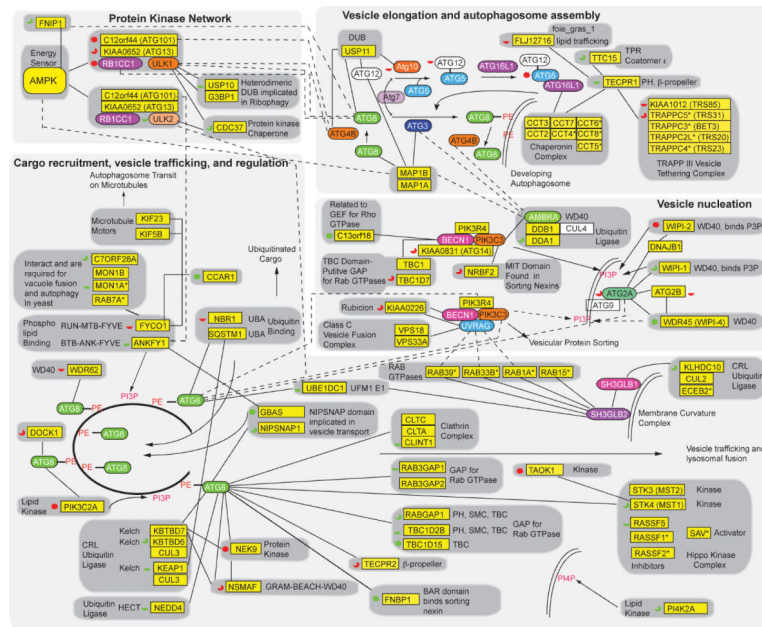 Protein Kinase Network
FNIP1
Energy
Sensor
AMPK
C12orf44 (ATG101)
KIAA0652 (ATG13)
RB1CC1
ULK1
C12orf44 (ATG101)
KIAA0652 (ATG13)
RB1CC1
ULK2
USP10
G3BP1
Heterodimeric
DUB implicated
in Ribophagy
CDC37
Protein kinase
Chaperone
Vesicle elongation and autophagosome assembly
DUB
USP11
ATG12
Atg10
ATG12
ATG5
Atg7
ATG5
ATG16L1
ATG12
ATG5
ATG16L1
foie_gras_1
FLJ12716
lipid trafficking
TTC15
TPR
Coatomer ε
TECPR1
PH, β-propeller
ATG8
ATG4B
ATG8
ATG3
ATG8
PE
PE
ATG4B
ATG8
MAP1B
MAP1A
Developing
Autophagosome
CCT3
CCT7
CCT6*
CCT2
CCT4*
CCT8*
CCT5*
Chaperonin
Complex
KIAA1012 (TRS85)
TRAPPC5* (TRS31)
TRAPPC3* (BET3)
TRAPPC2L* (TRS20)
TRAPPC4* (TRS23)
TRAPP III Vesicle
Tethering Complex
Cargo recruitment, vesicle trafficking, and regulation
Autophagosome Transit
on Microtubules
Microtubule
Motors
KIF23
KIF5B
Interact and are
required for
vacuole fusion
and autophagy
in yeast
C7ORF28A
MON1B
MON1A*
RAB7A*
CCAR1
Ubiquitinated
Cargo
Phospho
lipid
Binding
RUN-MTB-FYVE
FYCO1
BTB-ANK-FYVE
ANKFY1
NBR1
UBA
SQSTM1
UBA
Ubiquitin
Binding
WD40
WDR62
ATG8
PE
PI3P
ATG8
PE
UBE1DC1
UFM1 E1
DOCK1
ATG8
PE
PE
ATG8
PE
ATG8
GBAS
NIPSNAP1
NIPSNAP domain
implicated in
vesicle transport
Lipid
Kinase
PIK3C2A
PI3P
PE
ATG8
CRL
Ubiquitin
Ligase
Kelch
KBTBD7
Kelch
KBTBD6
CUL3
Kelch
KEAP1
CUL3
Ubiquitin
Ligase
HECT
NEDD4
NEK9
Protein
Kinase
NSMAF
GRAM-BEACH-WD40
CLTC
CLTA
CLINT1
Clathrin
Complex
RAB3GAP1
RAB3GAP2
GAP for
Rab GTPase
RABGAP1
PH, SMC, TBC
TBC1D2B
PH, SMC, TBC
TBC1D15
TBC
GAP for
Rab GTPase
TECPR2
β-propeller
FNBP1
BAR domain
binds sorting
nexin
Vesicle nucleation
Related to
GEF for Rho
GTPase
C13orf18
PIK3R4
BECN1
PIK3C3
KIAA0831 (ATG14)
TBC Domain-
Putitive GAP
for Rab GTPases
TBC1
TBC1D7
NRBF2
MIT Domain
Found in
Sorting Nexins
AMBRA
WD40
DDB1
CUL4
DDA1
Ubiquitin
Ligase
PI3P
WIPI-2
WD40, binds P3P
DNAJB1
WIPI-1
WD40, binds P3P
ATG2A
ATG2B
ATG9
WDR45 (WIPI-4)
WD40
PI3P
Rubicion
KIAA0226
PIK3R4
BECN1
PIK3C3
UVRAG
Class C
Vesicle Fusion
Complex
VPS18
VPS33A
Vesicular Protein Sorting
RAB
GTPases
RAB39*
RAB33B*
RAB1A*
RAB15*
SH3GLB1
SH3GLB2
Membrane Curvature
Complex
KLHDC10
CUL2
ECEB2*
CRL
Ubiquitin
Ligase
Vesicle trafficking and
lysosomal fusion
TAOK1
Kinase
STK3 (MST2)
Kinase
STK4 (MST1)
Kinase
RASSF5
RASSF1*
RASSF2*
Inhibitors
SAV*
Activator
Hippo Kinase
Complex
PI4P
Lipid
Kinase
PI4K2A